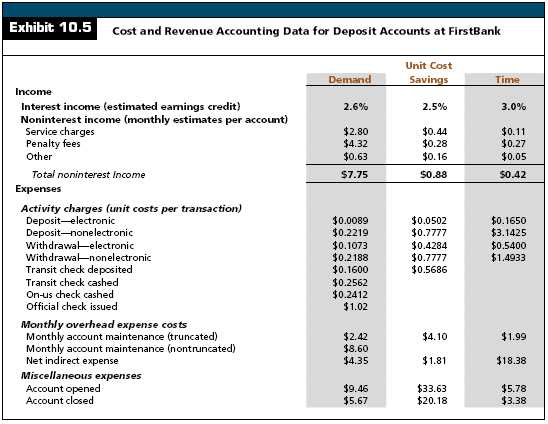 Exhibit 10.5 Cost and Revenue Accounting Data for Deposit Accounts at FirstBank
Unit Cost
Demand Savings Time
Income
Interest income (estimated earnings credit) 2.6% 2.5% 3.0%
Noninterest income (monthly estimates per account)
Service charges $2.80 $0.44 $0.11
Penalty fees $4.32 $0.28 $0.27
Other $0.63 $0.16 $0.05
Total noninterest Income $7.75 $0.88 $0.42
Expenses
Activity charges (unit costs per transaction)
Deposit—electronic $0.0089 $0.0502 $0.1650
Deposit—nonelectronic $0.2219 $0.7777 $3.1425
Withdrawal—electronic $0.1073 $0.4284 $0.5400
Withdrawal—nonelectronic $0.2188 $0.7777 $1.4933
Transit check deposited $0.1600 $0.5686
Transit check cashed $0.2562
On-us check cashed $0.2412
Official check issued $1.02
Monthly overhead expense costs
Monthly account maintenance (truncated) $2.42 $4.10 $1.99
Monthly account maintenance (nontruncated) $8.60
Net indirect expense $4.35 $1.81 $18.38
Miscellaneous expenses
Account opened $9.46 $33.63 $5.78
Account closed $5.67 $20.18 $3.38